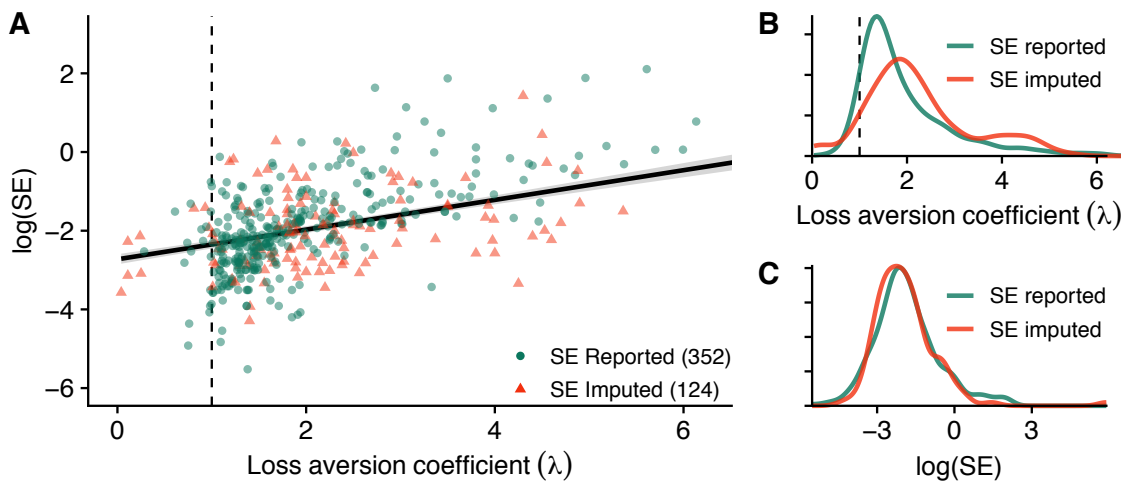 A
log(SE)
2
0
−2
−4
−6
0
2
4
6
Loss aversion coefficient (λ)
SE Reported (352)
SE Imputed (124)
B
SE reported
SE imputed
0
2
4
6
Loss aversion coefficient (λ)
C
SE reported
SE imputed
−3
0
3
log(SE)